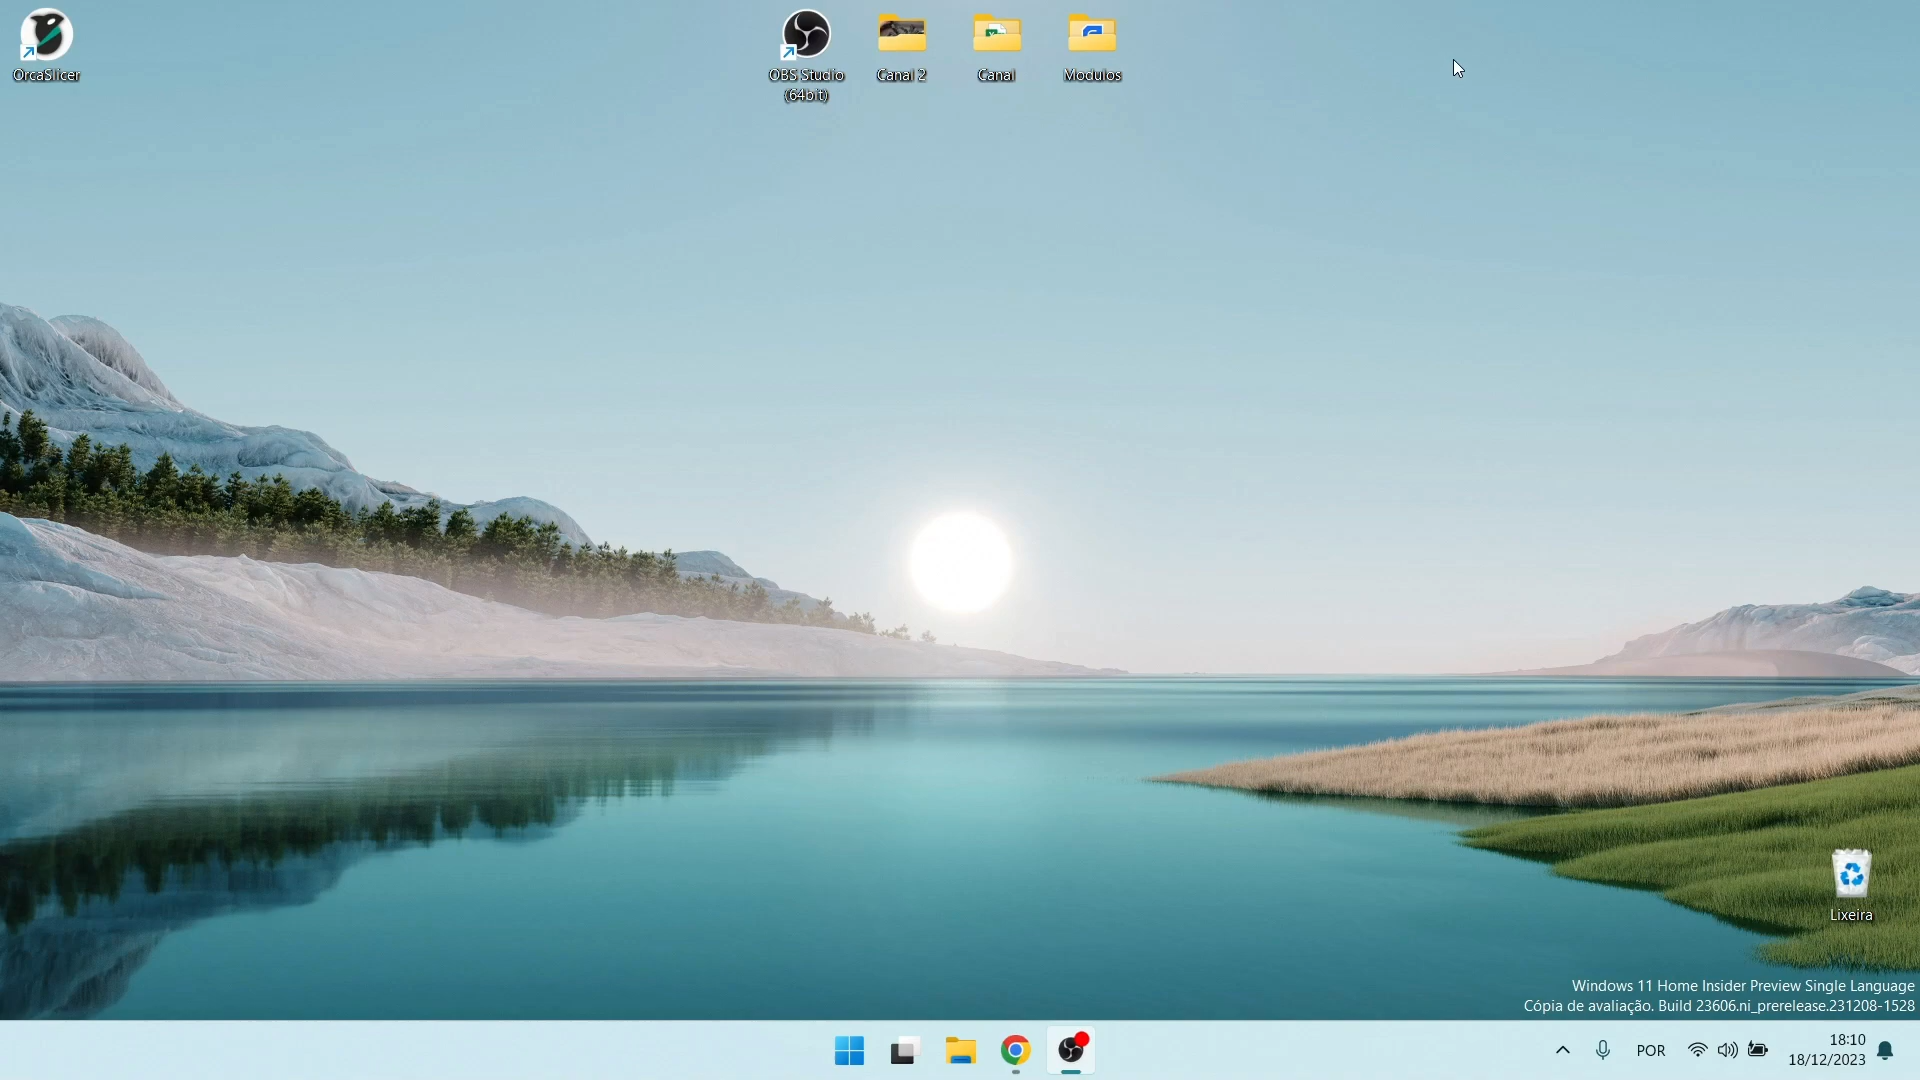 OrcaSlicer
OBS Studio
(64bit)
Canal 2
Canal
Modulos
Lixeira
Windows 11 Home Insider Preview Single Language
Cópia de avaliação. Build 23606.ni_prerelease.231208-1528
POR
18:10
18/12/2023